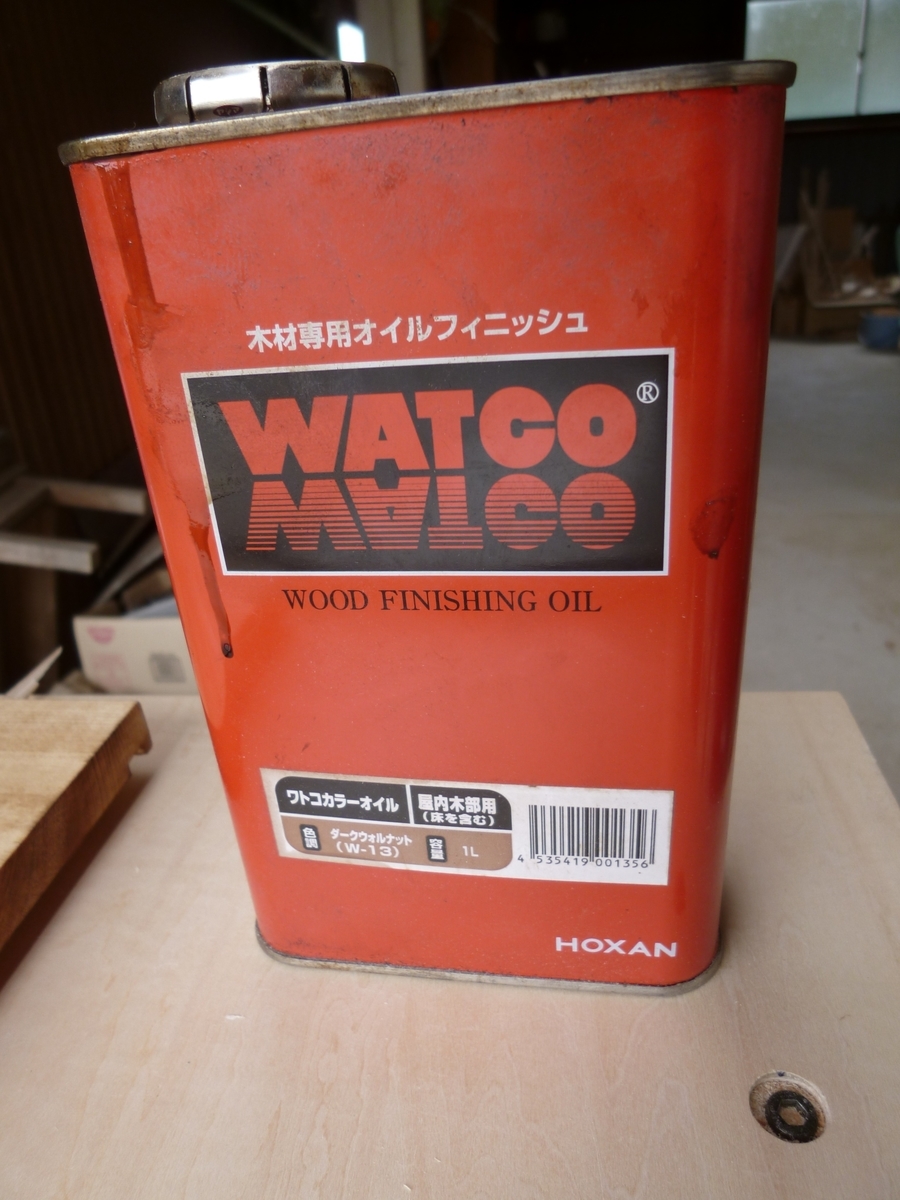 木材専用オイルフィニッシュ
WATCO®
WATCO
WOOD FINISHING OIL
ワトコカラーオイル
屋内木部用
(床を含む)
色調
ダークウォルナット
(W-13)
容量
1L
4 535419 001356
HOXAN